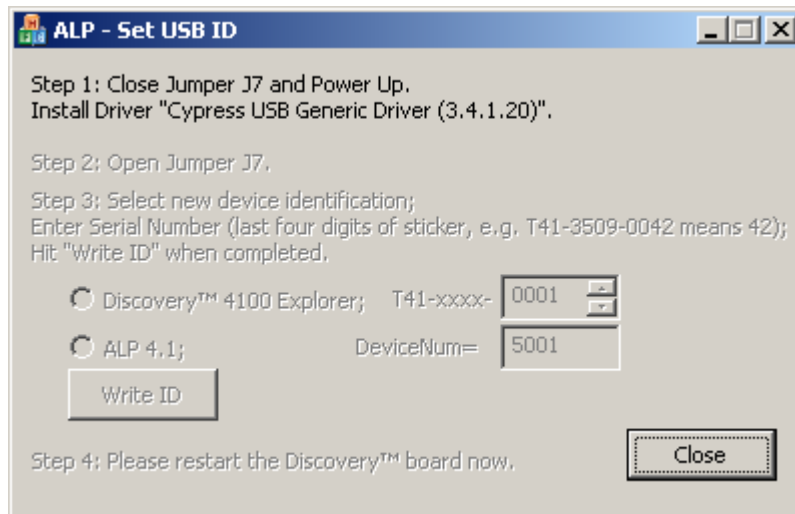 ALP - Set USB ID
Step 1: Close Jumper J7 and Power Up.
Install Driver "Cypress USB Generic Driver (3.4.1.20)".
Step 2: Open Jumper J7.
Step 3: Select new device identification;
Enter Serial Number (last four digits of sticker, e.g. T41-3509-0042 means 42);
Hit "Write ID" when completed.
Discovery™ 4100 Explorer; T41-xxxx- 0001
ALP 4.1; DeviceNum= 5001
Write ID
Close
Step 4: Please restart the Discovery™ board now.